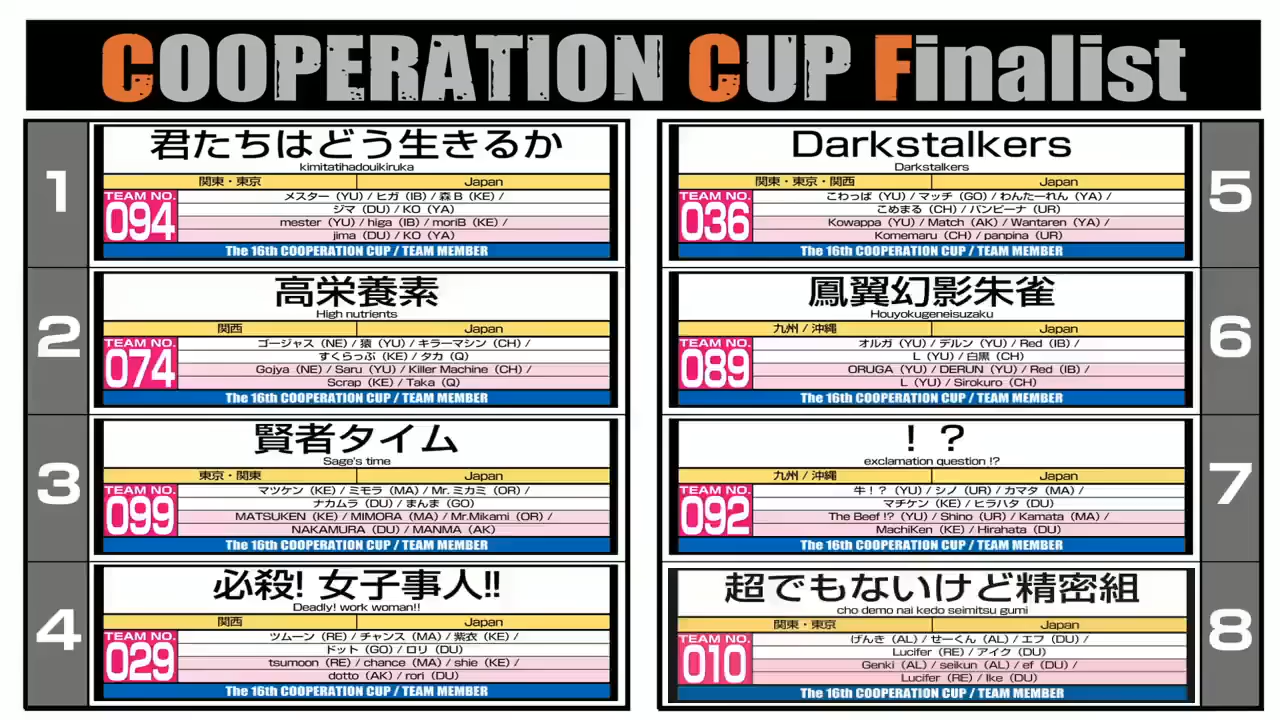 COOPERATION CUP Finalist
1
君たちはどう生きるか
kimitatihadouikiruka
関東・東京 Japan
TEAM NO.
094
メスター（YU）/ ヒガ（IB）/ 森B（KE）/
ジマ（DU）/ KO（YA）
mester（YU）/ higa（IB）/ moriB（KE）/
jima（DU）/ KO（YA）
The 16th COOPERATION CUP / TEAM MEMBER
2
高栄養素
High nutrients
関西 Japan
TEAM NO.
074
ゴージャス（NE）/ 猿（YU）/ キラーマシン（CH）/
すくらっぷ（KE）/ タカ（Q）
Gojya（NE）/ Saru（YU）/ Killer Machine（CH）/
Scrap（KE）/ Taka（Q）
The 16th COOPERATION CUP / TEAM MEMBER
3
賢者タイム
Sage's time
東京・関東 Japan
TEAM NO.
099
マツケン（KE）/ ミモラ（MA）/ Mr.ミカミ（OR）/
ナカムラ（DU）/ まんま（GO）
MATSUKEN（KE）/ MIMORA（MA）/ Mr.Mikami（OR）/
NAKAMURA（DU）/ MANMA（AK）
The 16th COOPERATION CUP / TEAM MEMBER
4
必殺! 女子事人!!
Deadly! work woman!!
関西 Japan
TEAM NO.
029
ツムーン（RE）/ チャンス（MA）/ 紫衣（KE）/
ドット（GO）/ ロリ（DU）
tsumoon（RE）/ chance（MA）/ shie（KE）/
dotto（AK）/ rori（DU）
The 16th COOPERATION CUP / TEAM MEMBER
5
Darkstalkers
Darkstalkers
関東・東京・関西 Japan
TEAM NO.
036
こわっぱ（YU）/ マッチ（GO）/ わんたーれん（YA）/
こめまる（CH）/ パンピーナ（UR）
Kowappa（YU）/ Match（AK）/ Wantaren（YA）/
Komemaru（CH）/ panpina（UR）
The 16th COOPERATION CUP / TEAM MEMBER
6
鳳翼幻影朱雀
Houyokugeneisuzaku
九州 / 沖縄 Japan
TEAM NO.
089
オルガ（YU）/ デルン（YU）/ Red（IB）/
L（YU）/ 白黒（CH）
ORUGA（YU）/ DERUN（YU）/ Red（IB）/
L（YU）/ Sirokuro（CH）
The 16th COOPERATION CUP / TEAM MEMBER
7
！？
exclamation question !?
九州 / 沖縄 Japan
TEAM NO.
092
牛！？（YU）/ シノ（UR）/ カマタ（MA）/
マチケン（KE）/ ヒラハタ（DU）
The Beef !?（YU）/ Shino（UR）/ Kamata（MA）/
MachiKen（KE）/ Hirahata（DU）
The 16th COOPERATION CUP / TEAM MEMBER
8
超でもないけど精密組
cho demo nai kedo seimitsu gumi
関東・東京 Japan
TEAM NO.
010
げんき（AL）/ せーくん（AL）/ エフ（DU）/
Lucifer（RE）/ アイク（DU）
Genki（AL）/ seikun（AL）/ ef（DU）/
Lucifer（RE）/ Ike（DU）
The 16th COOPERATION CUP / TEAM MEMBER